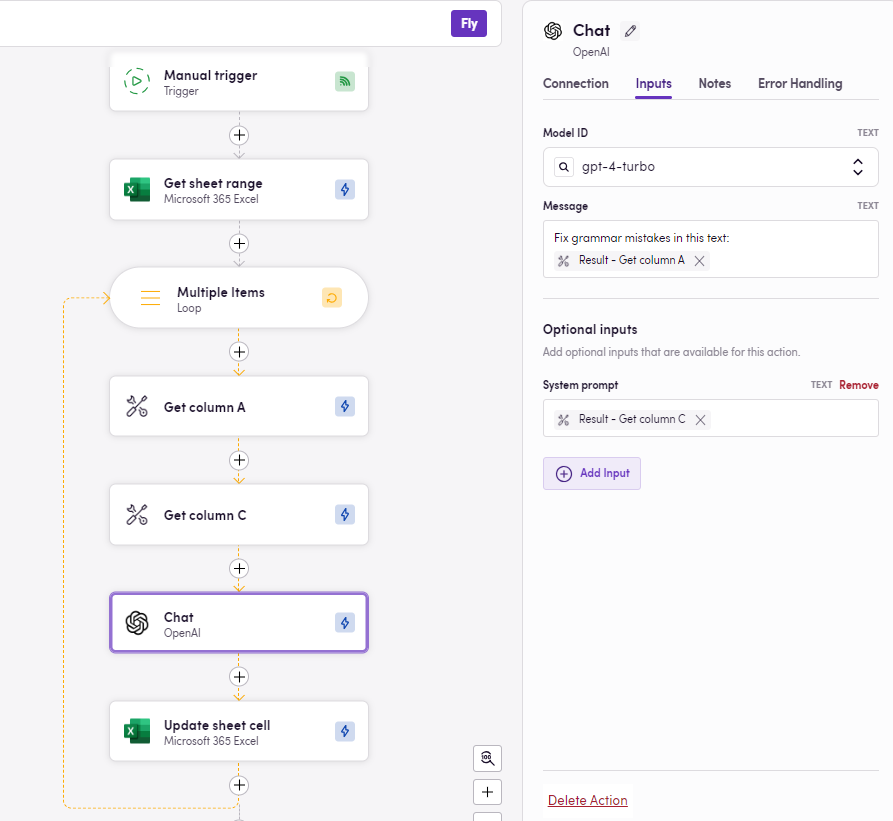 Fly
Manual trigger
Trigger
Get sheet range
Microsoft 365 Excel
Multiple Items
Loop
Get column A
Get column C
Chat
OpenAI
Update sheet cell
Microsoft 365 Excel
Chat
OpenAI
Connection Inputs Notes Error Handling
Model ID TEXT
gpt-4-turbo
Message TEXT
Fix grammar mistakes in this text:
Result - Get column A
Optional inputs
Add optional inputs that are available for this action.
System prompt TEXT Remove
Result - Get column C
Add Input
Delete Action